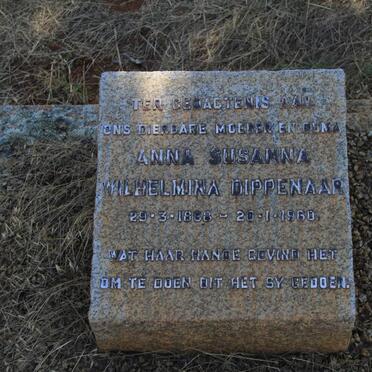 TER GEDAGTENIS AAN
ONS DIERBARE MOEDER EN OUMA
ANNA SUSANNA
WILHELMINA DIPPENAAR
29·3·1868 – 20·1·1960.
WAT HAAR HANDE GEVIND HET
OM TE DOEN, DIT HET SY GEDOEN.